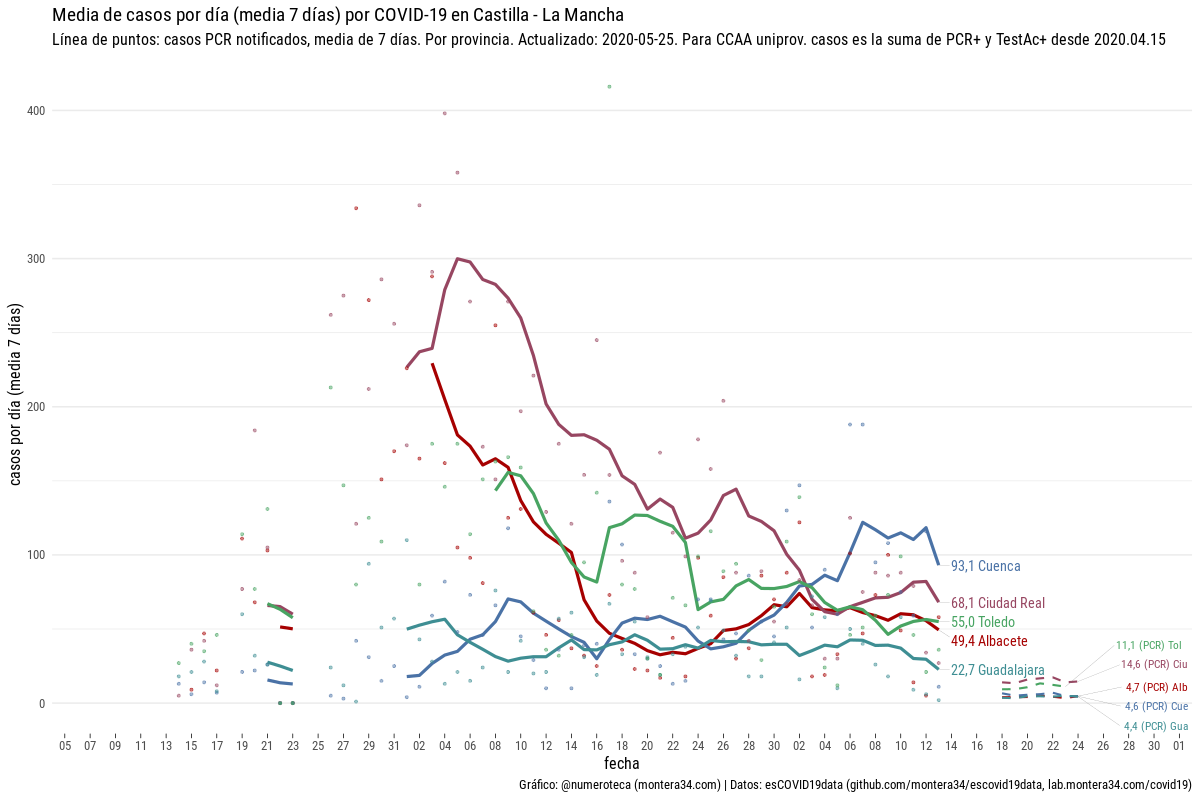 Media de casos por día (media 7 días) por COVID-19 en Castilla - La Mancha
Línea de puntos: casos PCR notificados, media de 7 días. Por provincia. Actualizado: 2020-05-25. Para CCAA uniprov. casos es la suma de PCR+ y TestAc+ desde 2020.04.15
casos por día (media 7 días)
400
300
200
100
0
93,1 Cuenca
68,1 Ciudad Real
55,0 Toledo
49,4 Albacete
22,7 Guadalajara
11,1 (PCR) Tol
14,6 (PCR) Ciu
4,7 (PCR) Alb
4,6 (PCR) Cue
4,4 (PCR) Gua
05 07 09 11 13 15 17 19 21 23 25 27 29 31 02 04 06 08 10 12 14 16 18 20 22 24 26 28 30 02 04 06 08 10 12 14 16 18 20 22 24 26 28 30 01
fecha
Gráfico: @numeroteca (montera34.com) | Datos: esCOVID19data (github.com/montera34/escovid19data, lab.montera34.com/covid19)